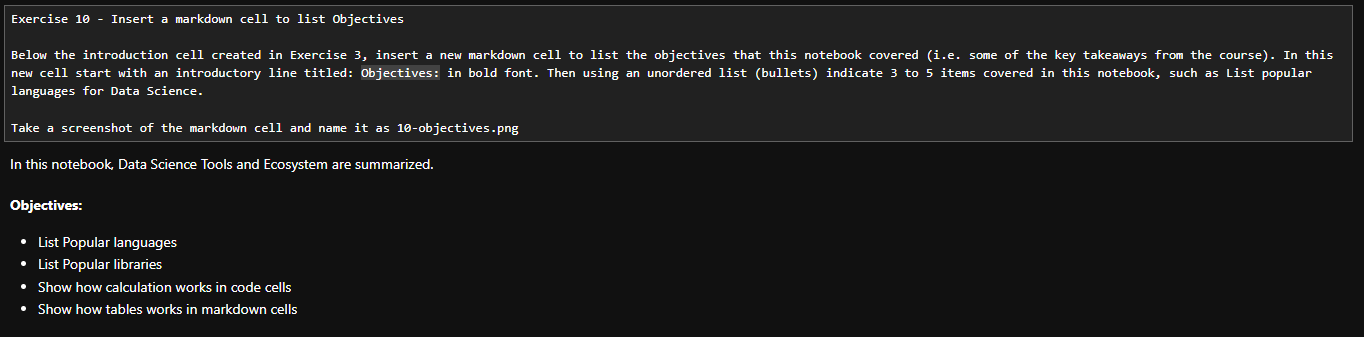 Exercise 10 - Insert a markdown cell to list Objectives
Below the introduction cell created in Exercise 3, insert a new markdown cell to list the objectives that this notebook covered (i.e. some of the key takeaways from the course). In this
new cell start with an introductory line titled: Objectives: in bold font. Then using an unordered list (bullets) indicate 3 to 5 items covered in this notebook, such as List popular
languages for Data Science.
Take a screenshot of the markdown cell and name it as 10-objectives.png
In this notebook, Data Science Tools and Ecosystem are summarized.
Objectives:
• List Popular languages
• List Popular libraries
• Show how calculation works in code cells
• Show how tables works in markdown cells